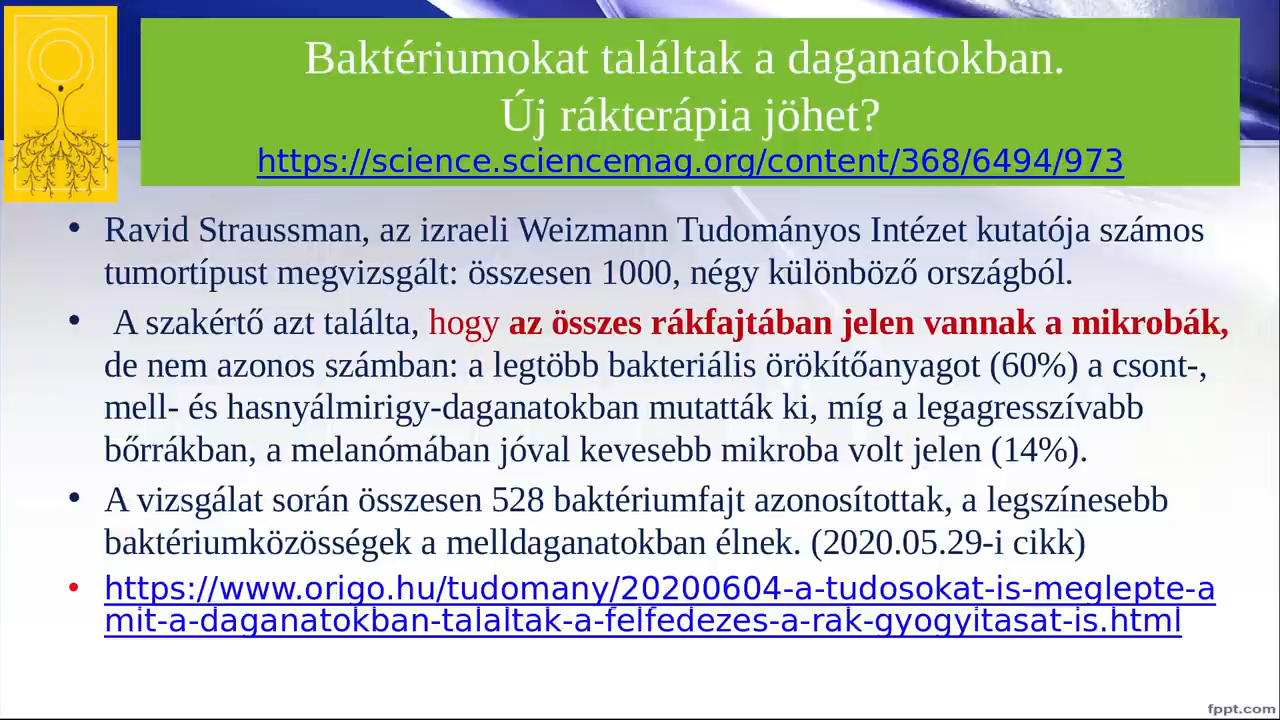 Baktériumokat találtak a daganatokban.
Új rákterápia jöhet?
https://science.sciencemag.org/content/368/6494/973
• Ravid Straussman, az izraeli Weizmann Tudományos Intézet kutatója számos
tumortípust megvizsgált: összesen 1000, négy különböző országból.
• A szakértő azt találta, hogy az összes rákfajtában jelen vannak a mikrobák,
de nem azonos számban: a legtöbb bakteriális örökítőanyagot (60%) a csont-,
mell- és hasnyálmirigy-daganatokban mutatták ki, míg a legagresszívabb
bőrrákban, a melanómában jóval kevesebb mikroba volt jelen (14%).
• A vizsgálat során összesen 528 baktériumfajt azonosítottak, a legszínesebb
baktériumközösségek a melldaganatokban élnek. (2020.05.29-i cikk)
• https://www.origo.hu/tudomany/20200604-a-tudosokat-is-meglepte-a
mit-a-daganatokban-talaltak-a-felfedezes-a-rak-gyogyitasat-is.html
fppt.com